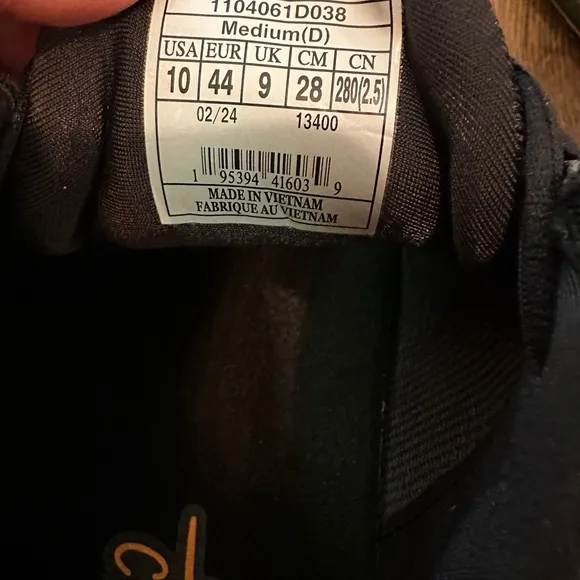 1104061D038
Medium(D)
USA EUR UK CM CN
10 44 9 28 280(2.5)
02/24 13400
1 95394 41603 9
MADE IN VIETNAM
FABRIQUE AU VIETNAM